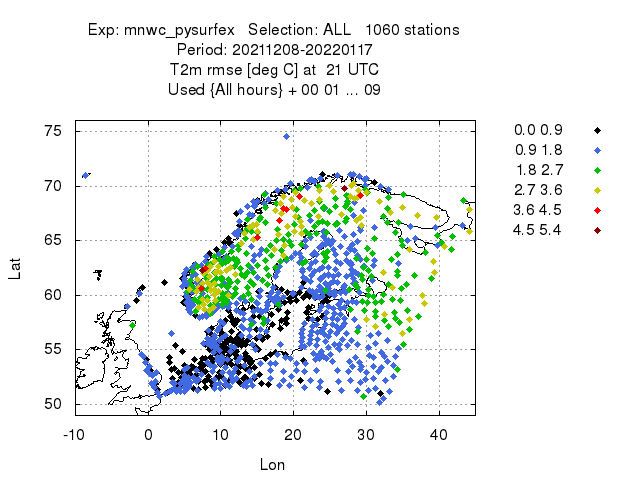 Exp: mnwc_pysurfex   Selection: ALL   1060 stations
Period: 20211208-20220117
T2m rmse [deg C] at  21 UTC
Used {All hours} + 00 01 ... 09
75
70
65
60
55
50
-10 0 10 20 30 40
Lat
Lon
0.0 0.9
0.9 1.8
1.8 2.7
2.7 3.6
3.6 4.5
4.5 5.4